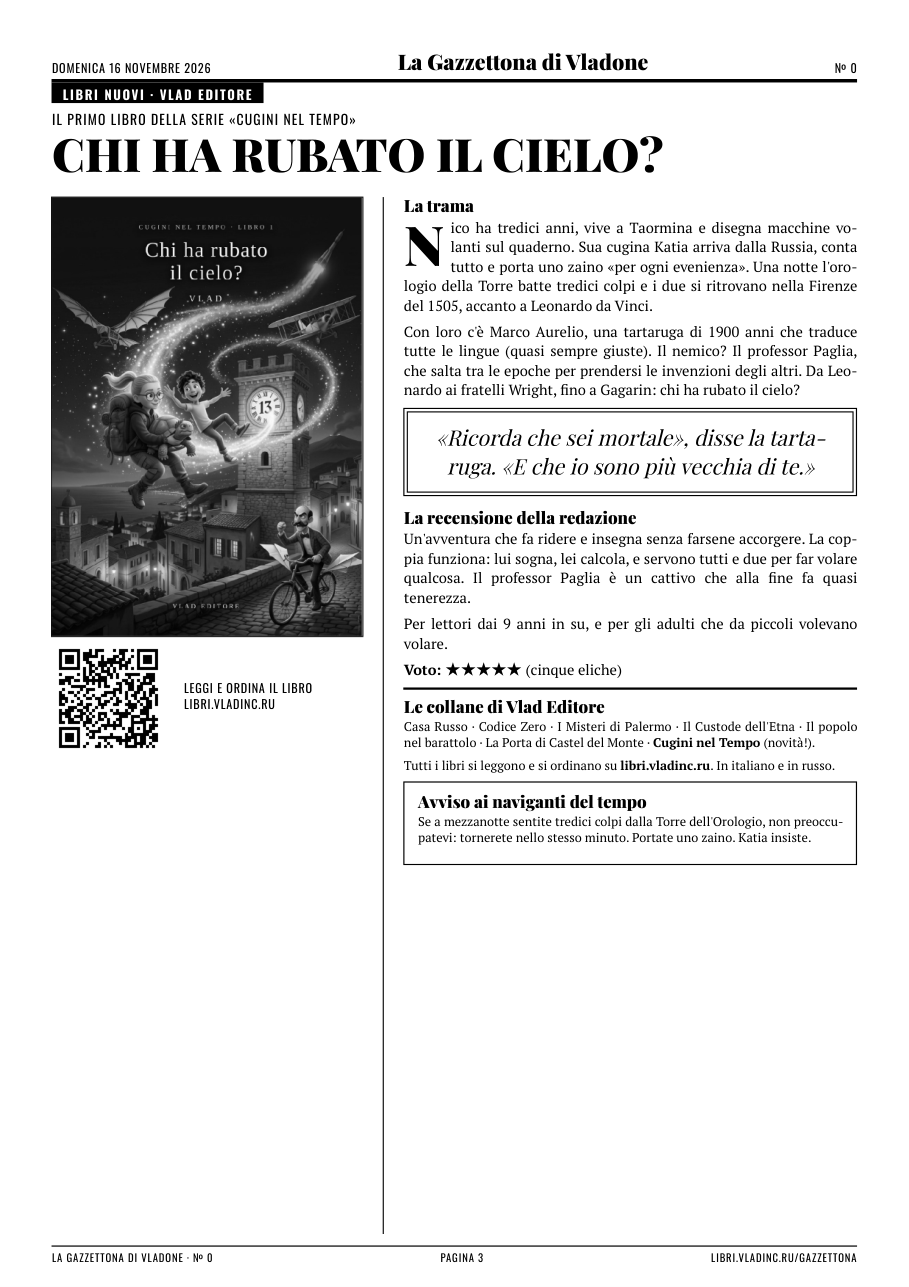 DOMENICA 16 NOVEMBRE 2026
La Gazzettona di Vladone
Nº 0
LIBRI NUOVI · VLAD EDITORE
IL PRIMO LIBRO DELLA SERIE «CUGINI NEL TEMPO»
CHI HA RUBATO IL CIELO?
CUGINI NEL TEMPO · LIBRO 1
Chi ha rubato
il cielo?
VLAD
13
VLAD EDITORE
LEGGI E ORDINA IL LIBRO
LIBRI.VLADINC.RU
La trama
Nico ha tredici anni, vive a Taormina e disegna macchine vo-
lanti sul quaderno. Sua cugina Katia arriva dalla Russia, conta
tutto e porta uno zaino «per ogni evenienza». Una notte l'oro-
logio della Torre batte tredici colpi e i due si ritrovano nella Firenze
del 1505, accanto a Leonardo da Vinci.
Con loro c'è Marco Aurelio, una tartaruga di 1900 anni che traduce
tutte le lingue (quasi sempre giuste). Il nemico? Il professor Paglia,
che salta tra le epoche per prendersi le invenzioni degli altri. Da Leo-
nardo ai fratelli Wright, fino a Gagarin: chi ha rubato il cielo?
«Ricorda che sei mortale», disse la tarta-
ruga. «E che io sono più vecchia di te.»
La recensione della redazione
Un'avventura che fa ridere e insegna senza farsene accorgere. La cop-
pia funziona: lui sogna, lei calcola, e servono tutti e due per far volare
qualcosa. Il professor Paglia è un cattivo che alla fine fa quasi
tenerezza.
Per lettori dai 9 anni in su, e per gli adulti che da piccoli volevano
volare.
Voto: ★★★★★ (cinque eliche)
Le collane di Vlad Editore
Casa Russo · Codice Zero · I Misteri di Palermo · Il Custode dell'Etna · Il popolo
nel barattolo · La Porta di Castel del Monte · Cugini nel Tempo (novità!).
Tutti i libri si leggono e si ordinano su libri.vladinc.ru. In italiano e in russo.
Avviso ai naviganti del tempo
Se a mezzanotte sentite tredici colpi dalla Torre dell'Orologio, non preoccu-
patevi: tornerete nello stesso minuto. Portate uno zaino. Katia insiste.
LA GAZZETTONA DI VLADONE · Nº 0
PAGINA 3
LIBRI.VLADINC.RU/GAZZETTONA